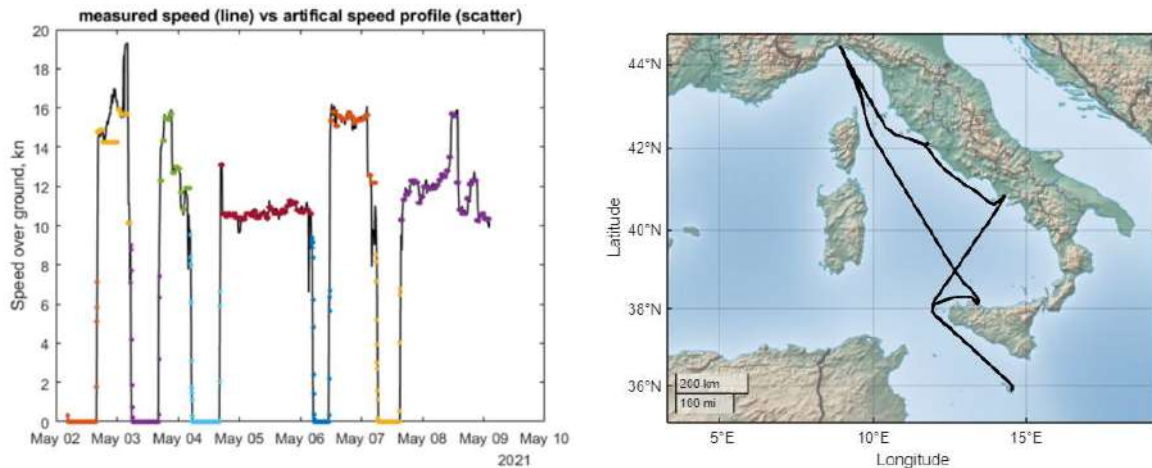 measured speed (line) vs artifical speed profile (scatter)
Speed over ground, kn
20
18
16
14
12
10
8
6
4
2
0
May 02 May 03 May 04 May 05 May 06 May 07 May 08 May 09 May 10
2021
Latitude
44°N
42°N
40°N
38°N
36°N
200 km
100 mi
5°E 10°E 15°E
Longitude